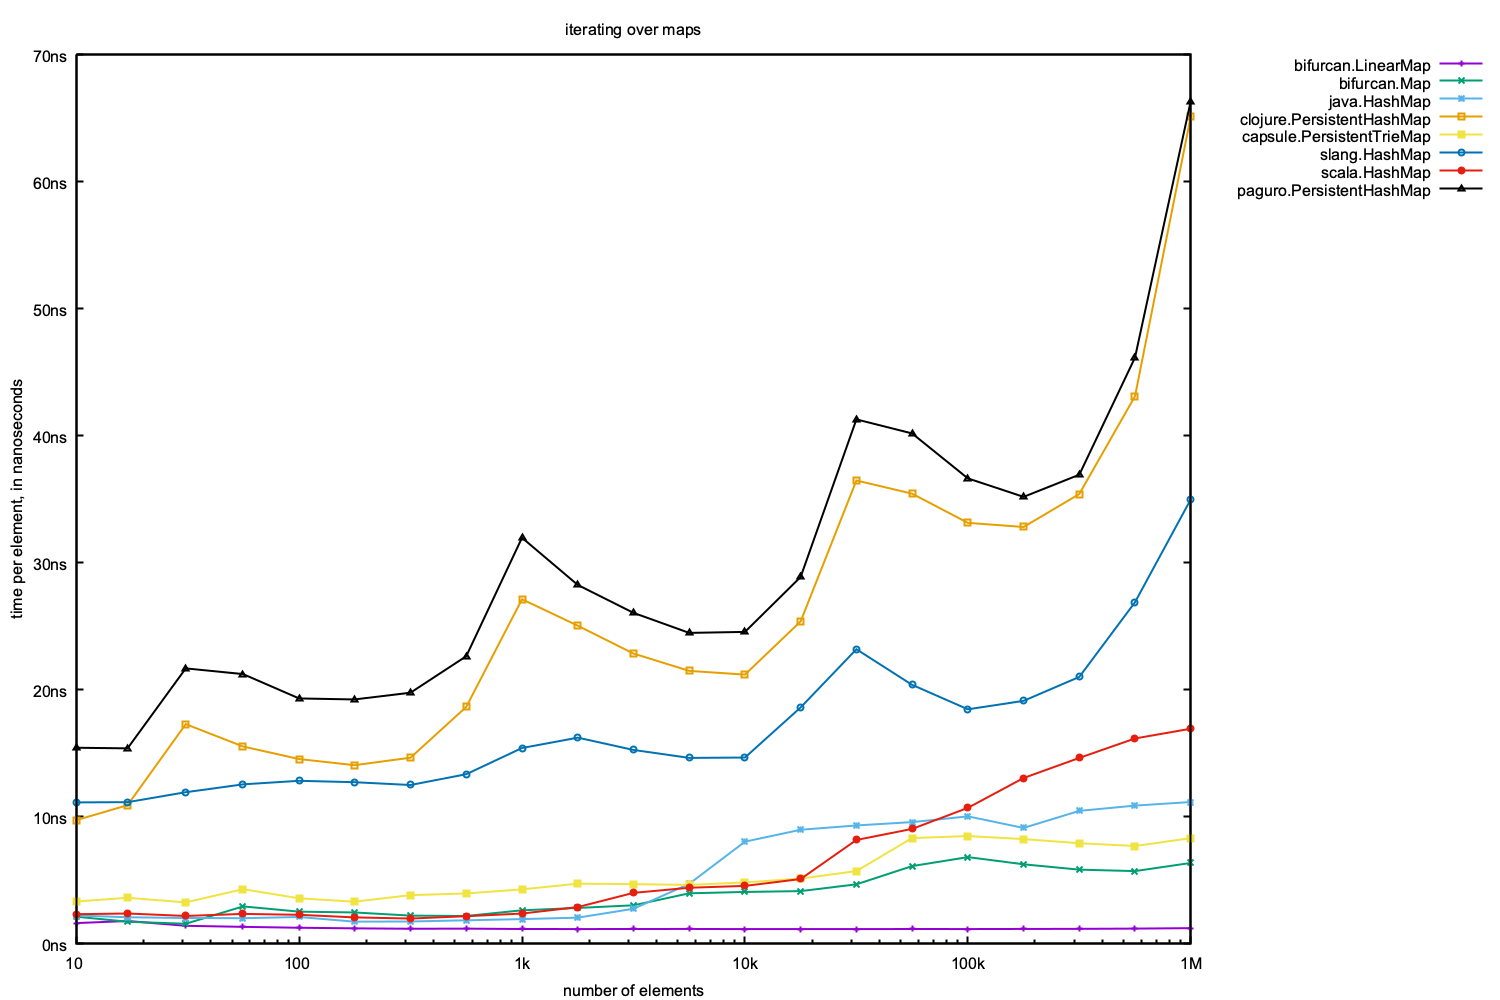 iterating over maps
70ns
60ns
50ns
40ns
30ns
20ns
10ns
0ns
time per element, in nanoseconds
10
100
1k
10k
100k
1M
number of elements
bifurcan.LinearMap
bifurcan.Map
java.HashMap
clojure.PersistentHashMap
capsule.PersistentTrieMap
slang.HashMap
scala.HashMap
paguro.PersistentHashMap